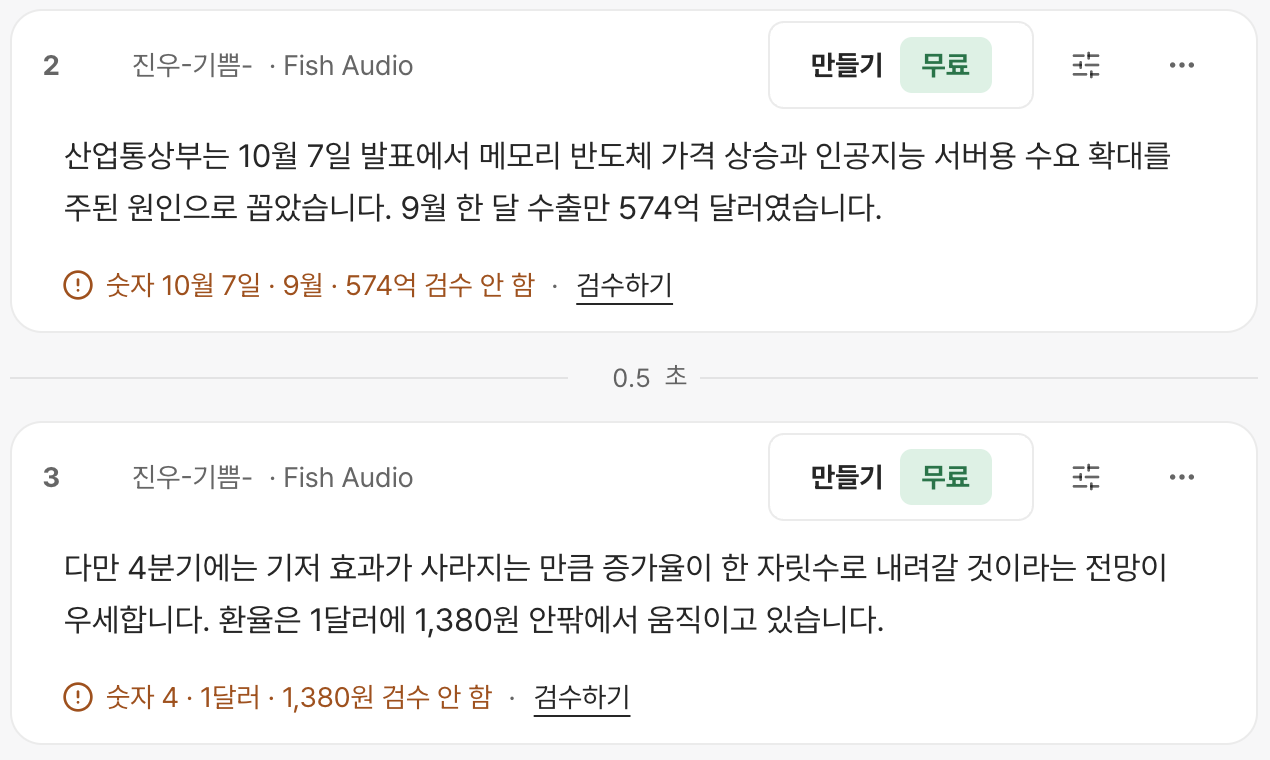 2 진우-기쁨- · Fish Audio 만들기 무료
산업통상부는 10월 7일 발표에서 메모리 반도체 가격 상승과 인공지능 서버용 수요 확대를
주된 원인으로 꼽았습니다. 9월 한 달 수출만 574억 달러였습니다.
숫자 10월 7일 · 9월 · 574억 검수 안 함 · 검수하기
0.5 초
3 진우-기쁨- · Fish Audio 만들기 무료
다만 4분기에는 기저 효과가 사라지는 만큼 증가율이 한 자릿수로 내려갈 것이라는 전망이
우세합니다. 환율은 1달러에 1,380원 안팎에서 움직이고 있습니다.
숫자 4 · 1달러 · 1,380원 검수 안 함 · 검수하기